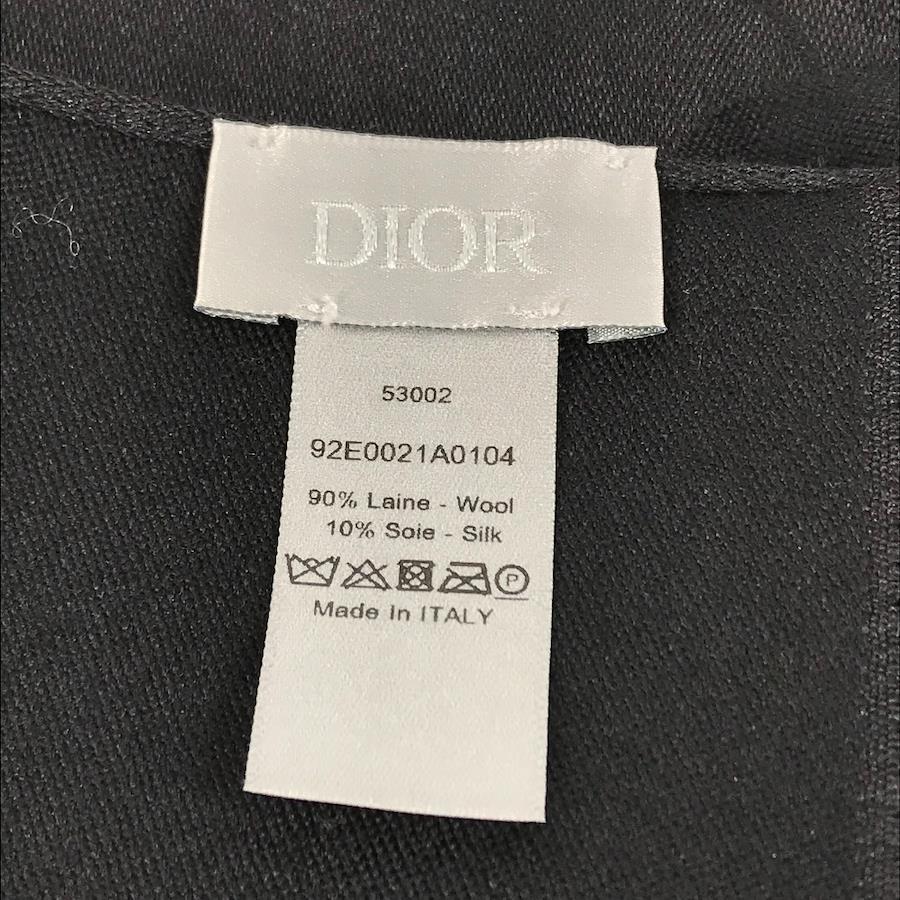 DIOR
53002
92E0021A0104
90% Laine - Wool
10% Soie - Silk
P
Made in ITALY